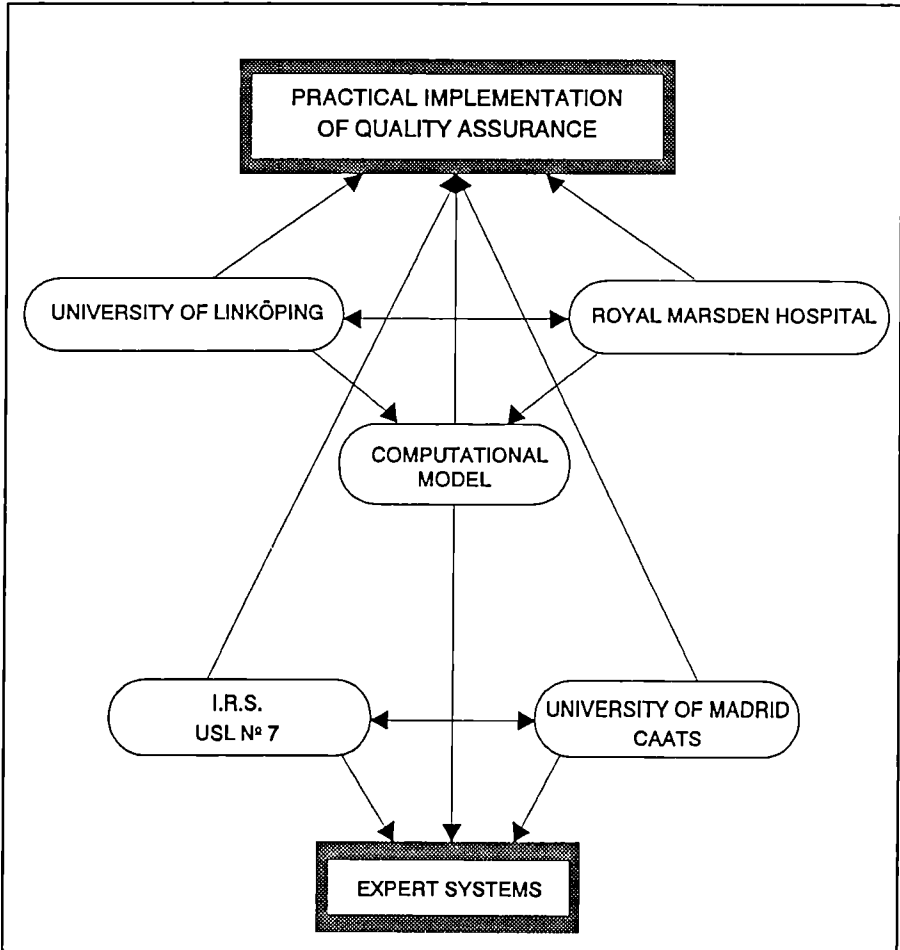 PRACTICAL IMPLEMENTATION
OF QUALITY ASSURANCE
UNIVERSITY OF LINKÖPING
ROYAL MARSDEN HOSPITAL
COMPUTATIONAL
MODEL
I.R.S.
USL Nº 7
UNIVERSITY OF MADRID
CAATS
EXPERT SYSTEMS